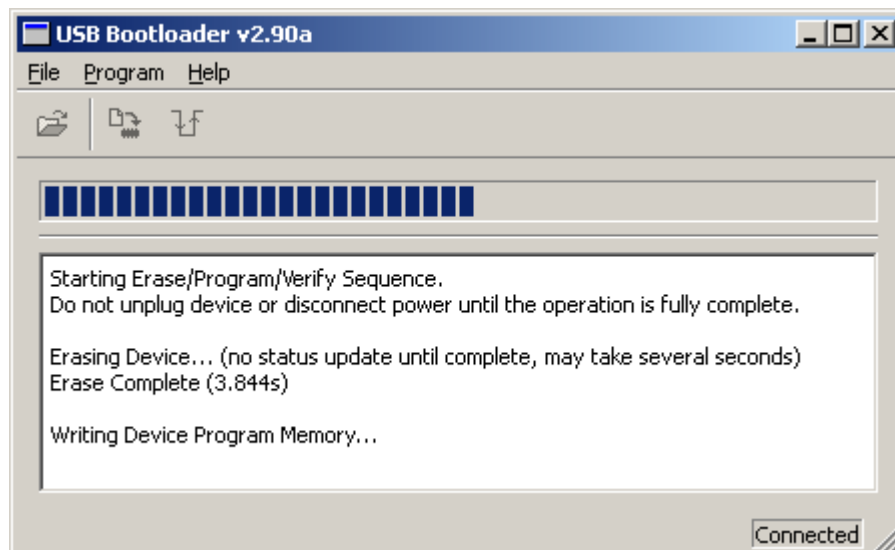 USB Bootloader v2.90a
File Program Help
Starting Erase/Program/Verify Sequence.
Do not unplug device or disconnect power until the operation is fully complete.
Erasing Device... (no status update until complete, may take several seconds)
Erase Complete (3.844s)
Writing Device Program Memory...
Connected